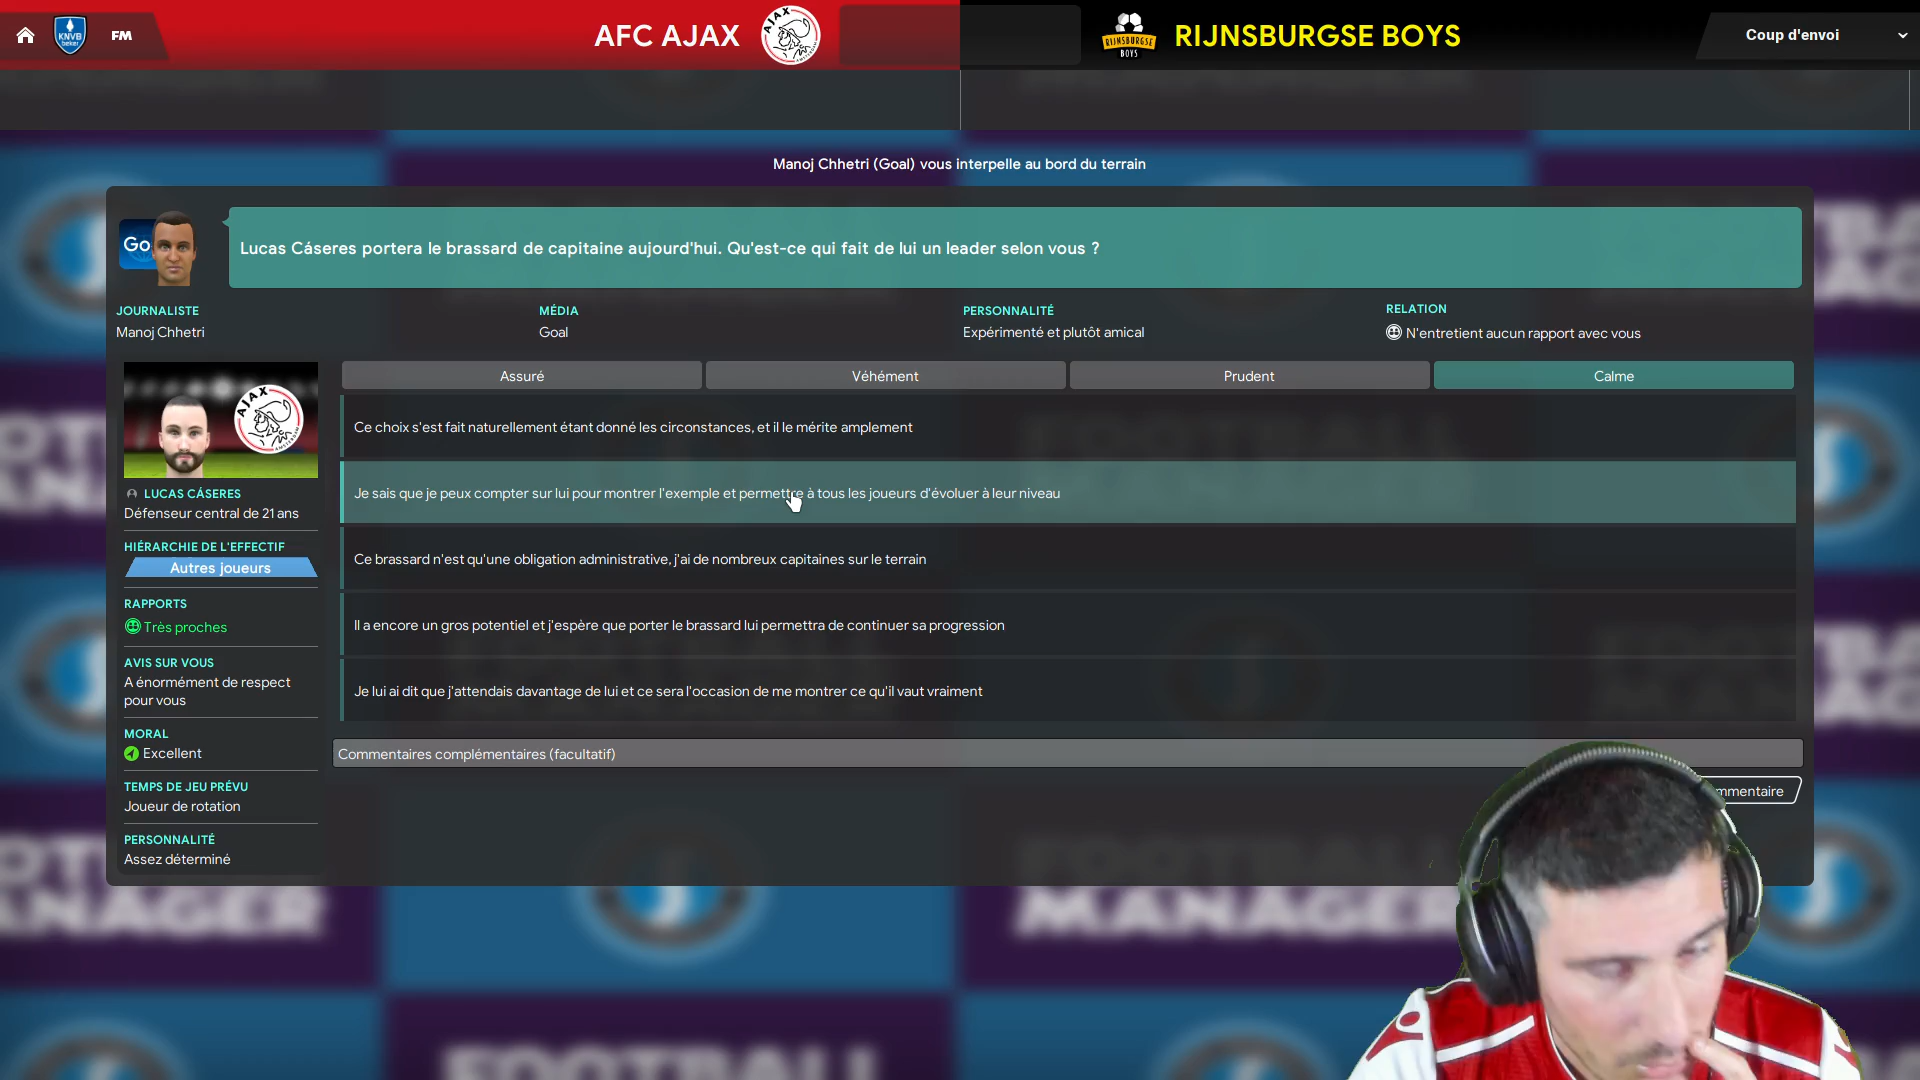 KNVB
beker
FM
AFC AJAX
AJAX
RIJNSBURGSE
BOYS
RIJNSBURGSE BOYS
Coup d'envoi
Manoj Chhetri (Goal) vous interpelle au bord du terrain
Go
Lucas Cáseres portera le brassard de capitaine aujourd'hui. Qu'est-ce qui fait de lui un leader selon vous ?
JOURNALISTE
Manoj Chhetri
MÉDIA
Goal
PERSONNALITÉ
Expérimenté et plutôt amical
RELATION
N'entretient aucun rapport avec vous
Assuré
Véhément
Prudent
Calme
AJAX
LUCAS CÁSERES
Défenseur central de 21 ans
HIÉRARCHIE DE L'EFFECTIF
Autres joueurs
RAPPORTS
Très proches
AVIS SUR VOUS
A énormément de respect
pour vous
MORAL
Excellent
TEMPS DE JEU PRÉVU
Joueur de rotation
PERSONNALITÉ
Assez déterminé
Ce choix s'est fait naturellement étant donné les circonstances, et il le mérite amplement
Je sais que je peux compter sur lui pour montrer l'exemple et permettre à tous les joueurs d'évoluer à leur niveau
Ce brassard n'est qu'une obligation administrative, j'ai de nombreux capitaines sur le terrain
Il a encore un gros potentiel et j'espère que porter le brassard lui permettra de continuer sa progression
Je lui ai dit que j'attendais davantage de lui et ce sera l'occasion de me montrer ce qu'il vaut vraiment
Commentaires complémentaires (facultatif)
mmentaire
FOOTBALL
MANAGER